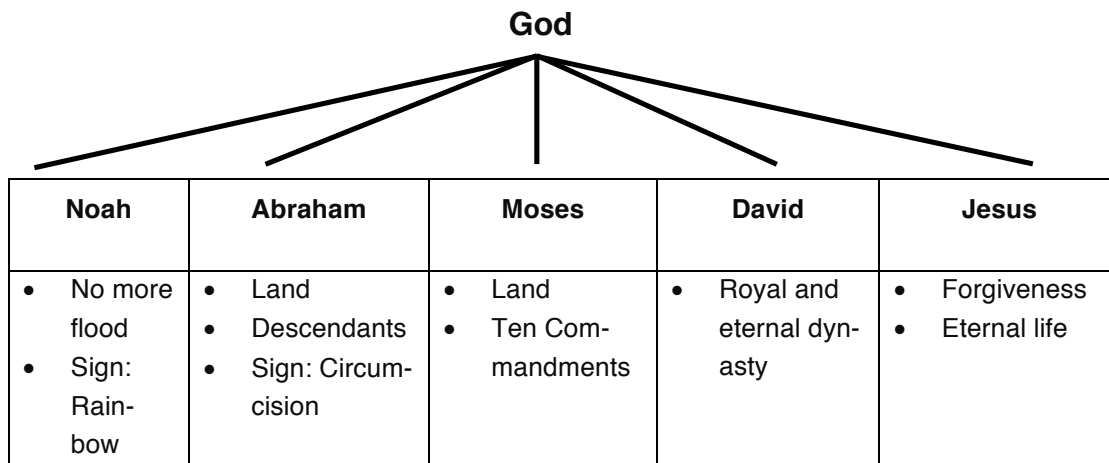 God
Noah
Abraham
Moses
David
Jesus
• No more
flood
• Sign:
Rain-
bow
• Land
• Descendants
• Sign: Circum-
cision
• Land
• Ten Com-
mandments
• Royal and
eternal dyn-
asty
• Forgiveness
• Eternal life